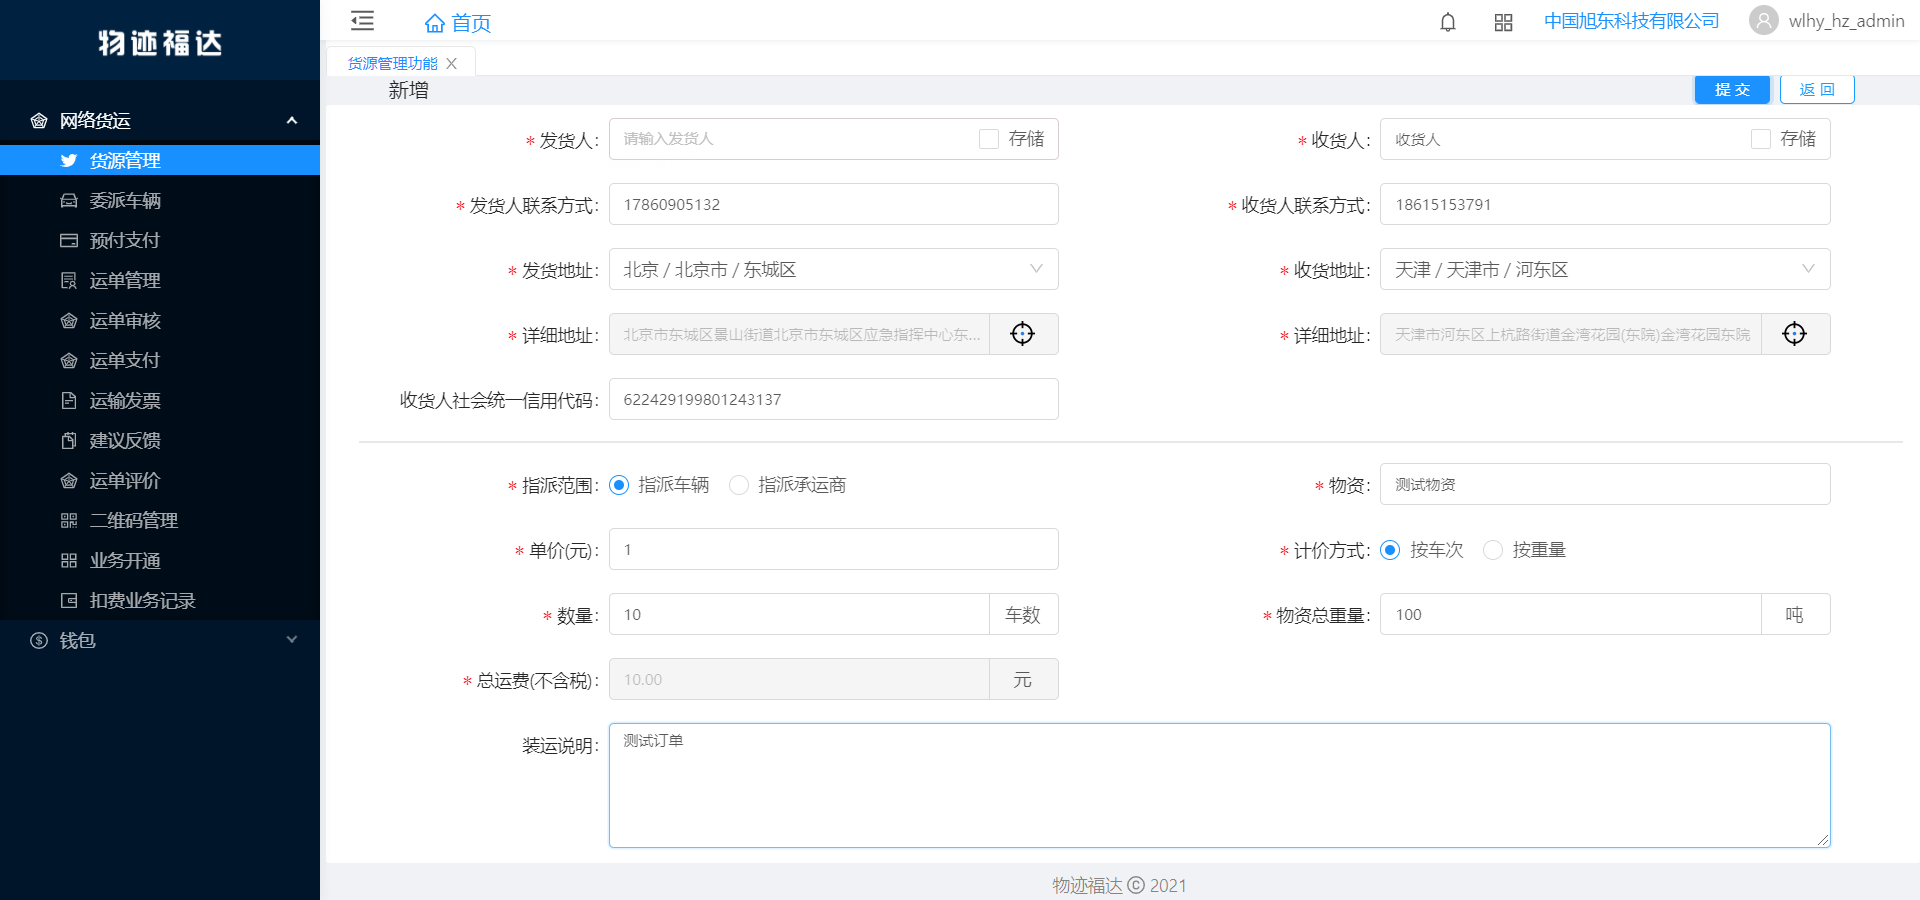 物迹福达
首页
中国旭东科技有限公司
wlhy_hz_admin
货源管理功能
新增
提 交
返 回
网络货运
货源管理
委派车辆
预付支付
运单管理
运单审核
运单支付
运输发票
建议反馈
运单评价
二维码管理
业务开通
扣费业务记录
钱包
* 发货人: 请输入发货人 存储
* 收货人: 收货人 存储
* 发货人联系方式: 17860905132
* 收货人联系方式: 18615153791
* 发货地址: 北京 / 北京市 / 东城区
* 收货地址: 天津 / 天津市 / 河东区
* 详细地址: 北京市东城区景山街道北京市东城区应急指挥中心东...
* 详细地址: 天津市河东区上杭路街道金湾花园(东院)金湾花园东院
收货人社会统一信用代码: 622429199801243137
* 指派范围: 指派车辆 指派承运商
* 物资: 测试物资
* 单价(元): 1
* 计价方式: 按车次 按重量
* 数量: 10 车数
* 物资总重量: 100 吨
* 总运费(不含税): 10.00 元
装运说明: 测试订单
物迹福达 © 2021